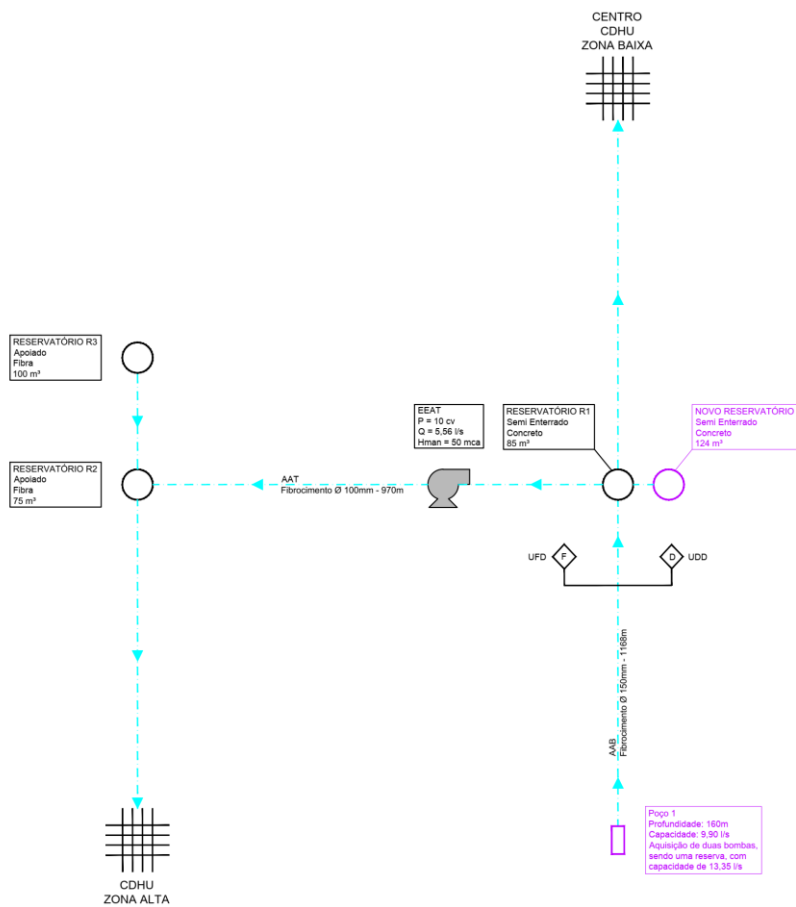 CENTRO
CDHU
ZONA BAIXA
RESERVATÓRIO R3
Apoiado
Fibra
100 m³
EEAT
P = 10 cv
Q = 5,56 l/s
Hman = 50 mca
RESERVATÓRIO R1
Semi Enterrado
Concreto
85 m³
NOVO RESERVATÓRIO
Semi Enterrado
Concreto
124 m³
RESERVATÓRIO R2
Apoiado
Fibra
75 m³
AAT
Fibrocimento Ø 100mm - 970m
UFD
F
D
UDD
AAB
Fibrocimento Ø 150mm - 1168m
Poço 1
Profundidade: 160m
Capacidade: 9,90 l/s
Aquisição de duas bombas,
sendo uma reserva, com
capacidade de 13,35 l/s
CDHU
ZONA ALTA